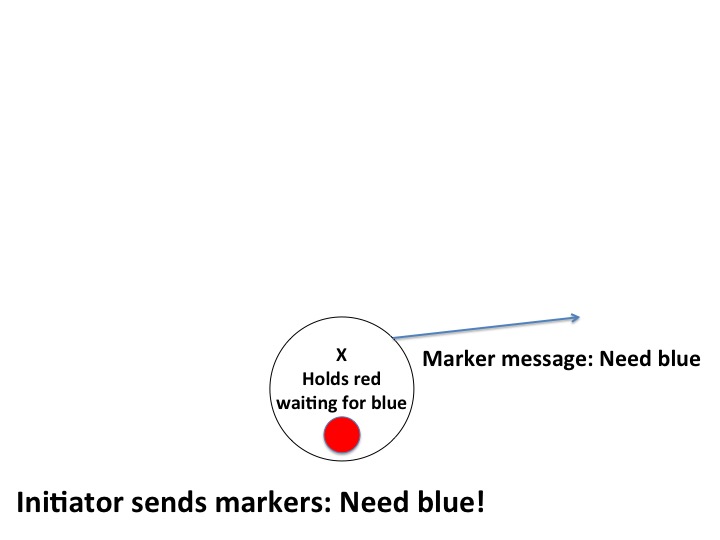 X
Holds red
waiting for blue
Marker message: Need blue
Initiator sends markers: Need blue!